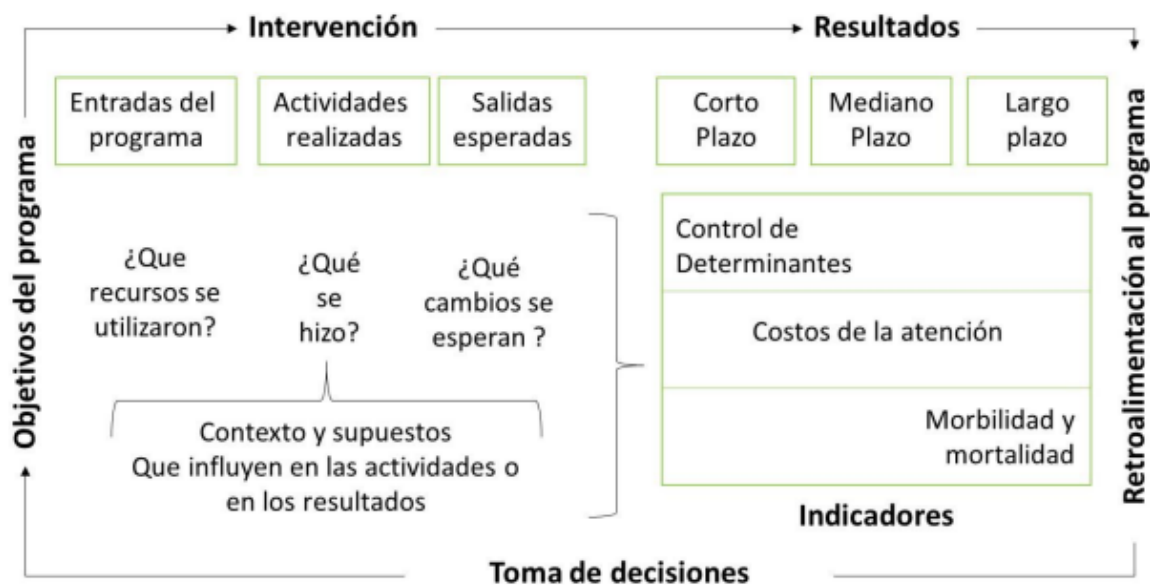 Intervención
Resultados
Objetivos del programa
Entradas del
programa
Actividades
realizadas
Salidas
esperadas
Corto
Plazo
Mediano
Plazo
Largo
plazo
Retroalimentación al programa
¿Que
recursos se
utilizaron?
¿Qué
se
hizo?
¿Qué
cambios se
esperan ?
Contexto y supuestos
Que influyen en las actividades o
en los resultados
Control de
Determinantes
Costos de la atención
Morbilidad y
mortalidad
Indicadores
Toma de decisiones